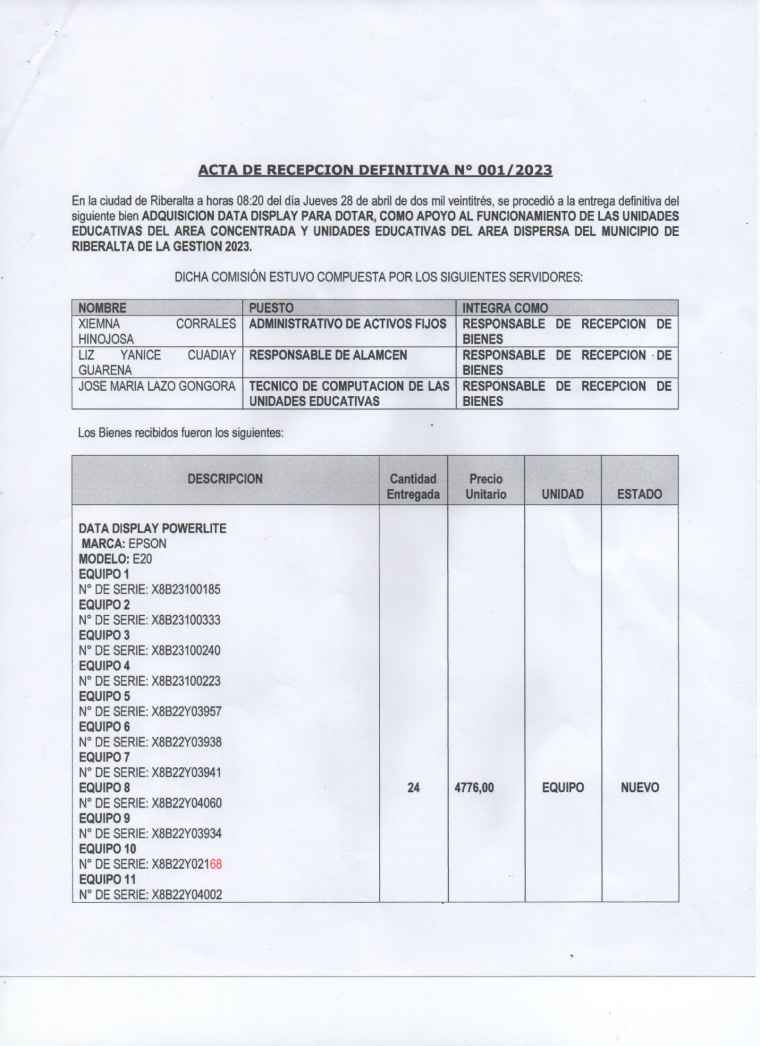 ACTA DE RECEPCION DEFINITIVA N° 001/2023
En la ciudad de Riberalta a horas 08:20 del día Jueves 28 de abril de dos mil veintitrés, se procedió a la entrega definitiva del
siguiente bien ADQUISICION DATA DISPLAY PARA DOTAR, COMO APOYO AL FUNCIONAMIENTO DE LAS UNIDADES
EDUCATIVAS DEL AREA CONCENTRADA Y UNIDADES EDUCATIVAS DEL AREA DISPERSA DEL MUNICIPIO DE
RIBERALTA DE LA GESTION 2023.
DICHA COMISIÓN ESTUVO COMPUESTA POR LOS SIGUIENTES SERVIDORES:
NOMBRE PUESTO INTEGRA COMO
XIEMNA CORRALES ADMINISTRATIVO DE ACTIVOS FIJOS RESPONSABLE DE RECEPCION DE
HINOJOSA BIENES
LIZ YANICE CUADIAY RESPONSABLE DE ALAMCEN RESPONSABLE DE RECEPCION DE
GUARENA BIENES
JOSE MARIA LAZO GONGORA TECNICO DE COMPUTACION DE LAS RESPONSABLE DE RECEPCION DE
UNIDADES EDUCATIVAS BIENES
Los Bienes recibidos fueron los siguientes:
DESCRIPCION Cantidad Precio
Entregada Unitario UNIDAD ESTADO
DATA DISPLAY POWERLITE
MARCA: EPSON
MODELO: E20
EQUIPO 1
N° DE SERIE: X8B23100185
EQUIPO 2
N° DE SERIE: X8B23100333
EQUIPO 3
N° DE SERIE: X8B23100240
EQUIPO 4
N° DE SERIE: X8B23100223
EQUIPO 5
N° DE SERIE: X8B22Y03957
EQUIPO 6
N° DE SERIE: X8B22Y03938
EQUIPO 7
N° DE SERIE: X8B22Y03941
EQUIPO 8 24 4776,00 EQUIPO NUEVO
N° DE SERIE: X8B22Y04060
EQUIPO 9
N° DE SERIE: X8B22Y03934
EQUIPO 10
N° DE SERIE: X8B22Y02168
EQUIPO 11
N° DE SERIE: X8B22Y04002